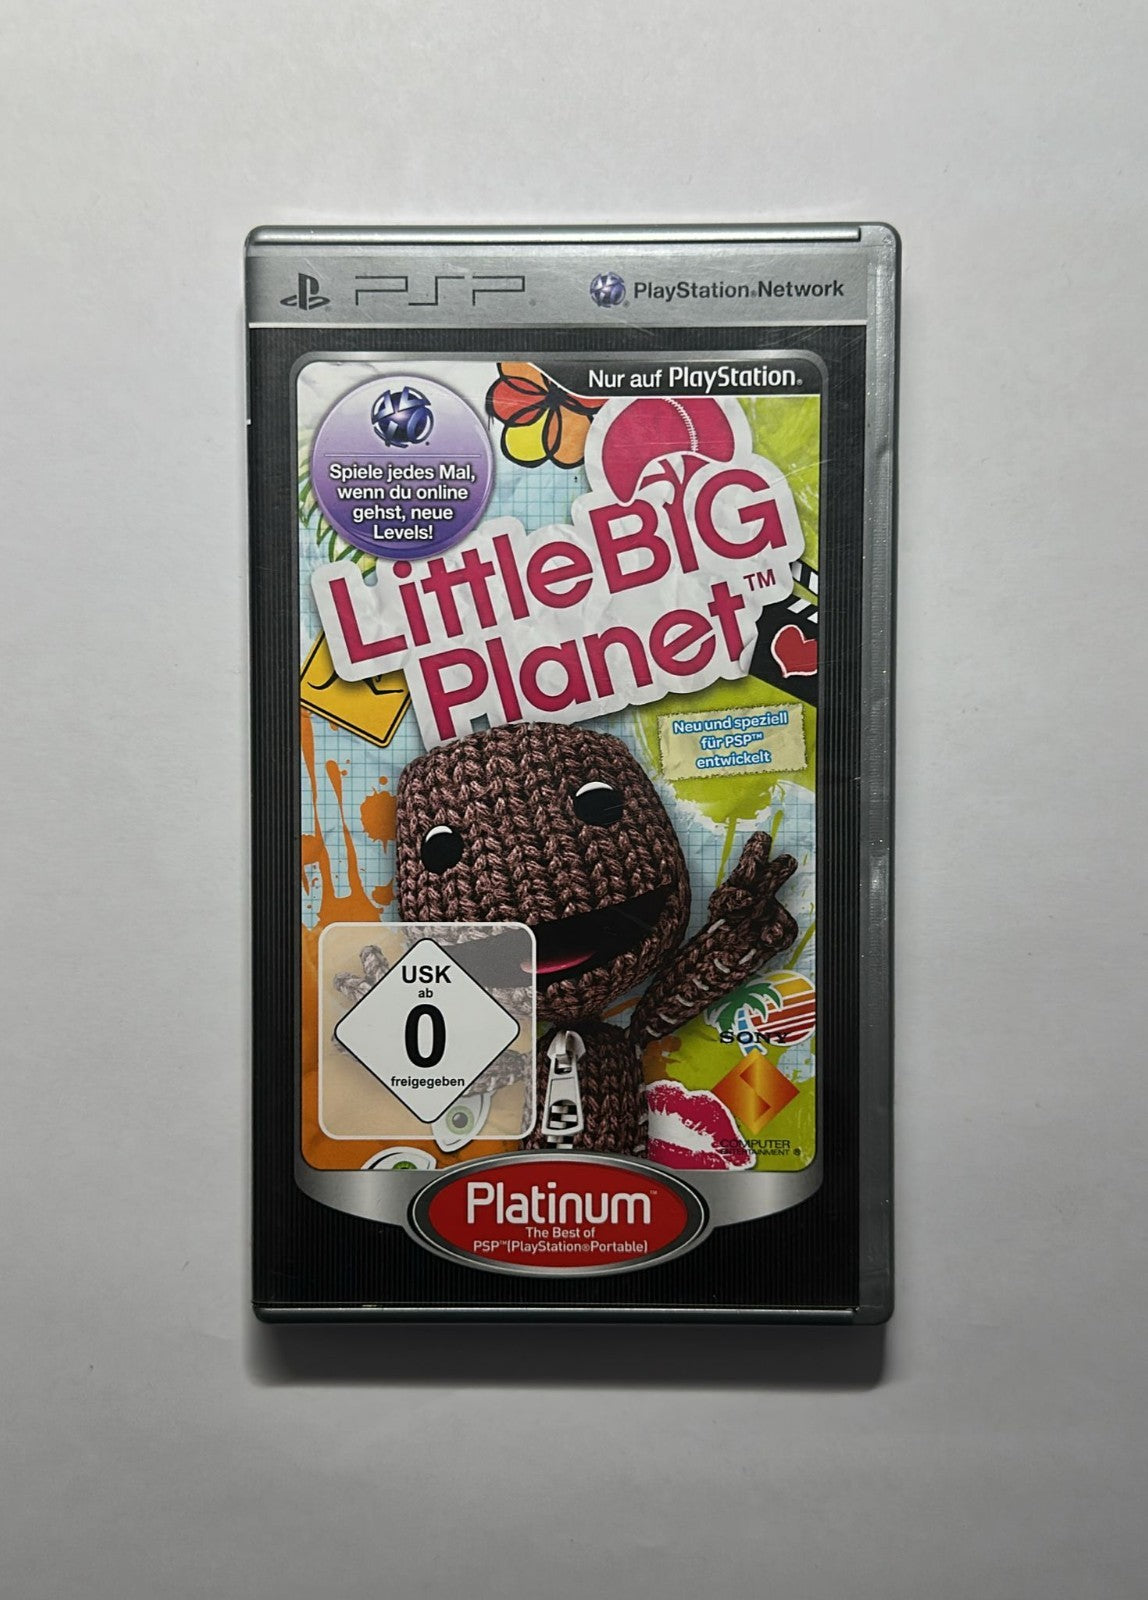 PSP
PlayStation®Network
Nur auf PlayStation®
Spiele jedes Mal,
wenn du online
gehst, neue
Levels!
LittleBIG
Planet™
Neu und speziell
für PSP™
entwickelt
USK
ab
0
freigegeben
SONY
COMPUTER
ENTERTAINMENT ®
Platinum™
The Best of
PSP™(PlayStation®Portable)